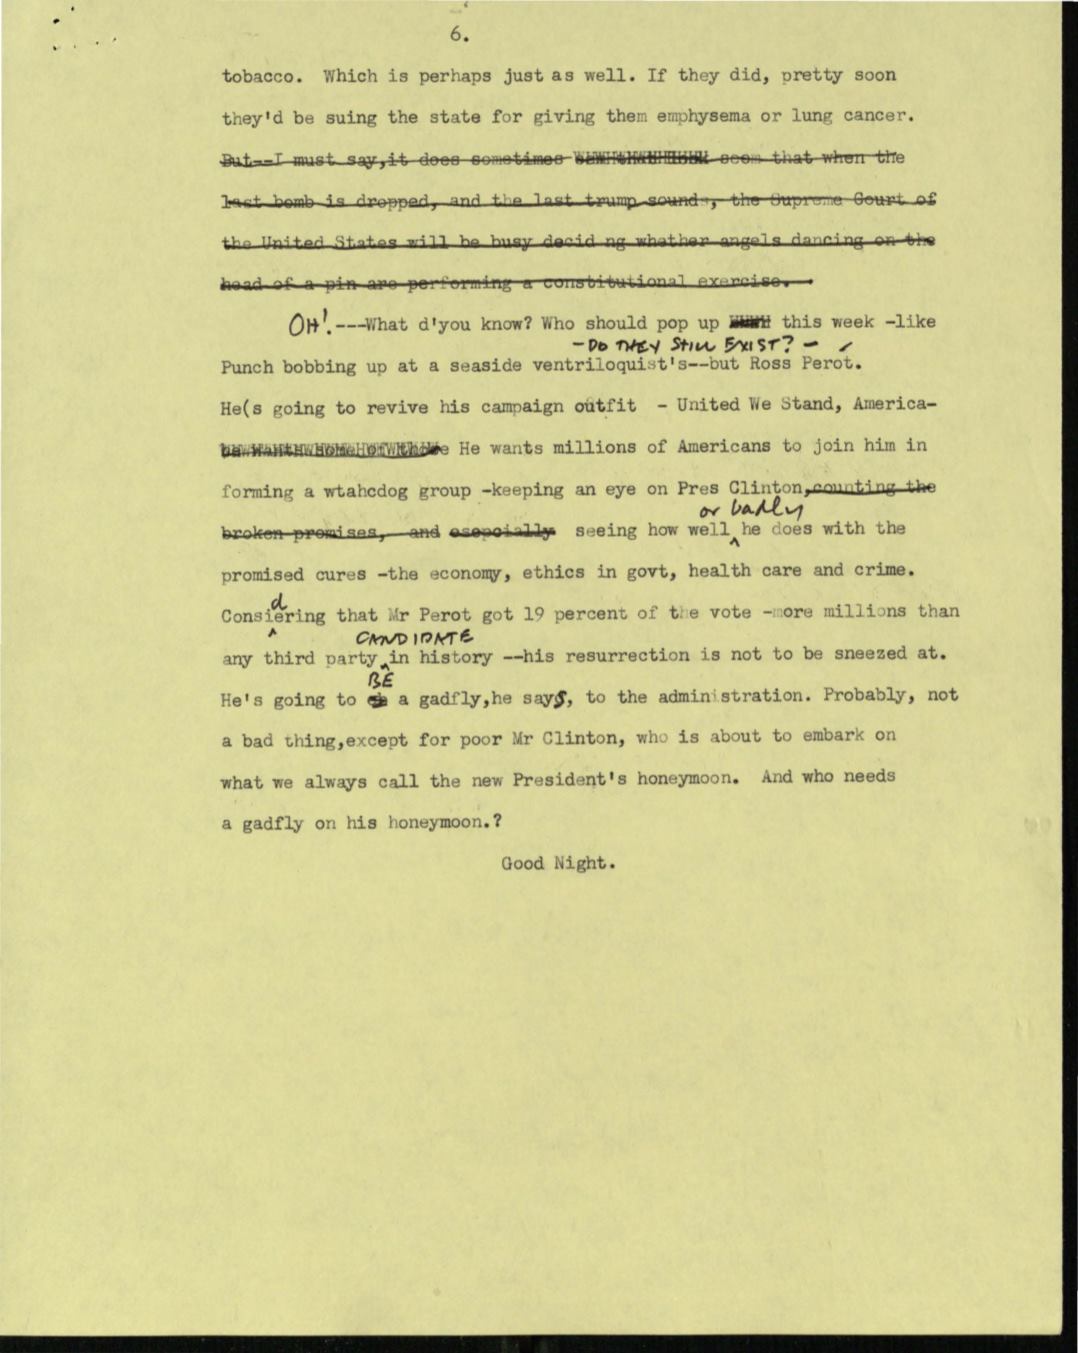 6.
tobacco. Which is perhaps just as well. If they did, pretty soon
they'd be suing the state for giving them emphysema or lung cancer.
But--I must say,it does sometimes seem that when the
last bomb is dropped, and the last trump sounds, the Supreme Court of
the United States will be busy decid ng whether angels dancing on the
head of a pin are performing a constitutional exercise.
OH! ---What d'you know? Who should pop up this week -like
- DO THEY STILL EXIST? -
Punch bobbing up at a seaside ventriloquist's--but Ross Perot.
He(s going to revive his campaign outfit - United We Stand, America-
He wants millions of Americans to join him in
forming a wtahcdog group -keeping an eye on Pres Clinton,counting the
or badly
broken promises, and esepcially seeing how well he does with the
promised cures -the economy, ethics in govt, health care and crime.
d
Consiering that Mr Perot got 19 percent of the vote -more millions than
CANDIDATE
any third party in history --his resurrection is not to be sneezed at.
BE
He's going to a gadfly,he says, to the administration. Probably, not
a bad thing,except for poor Mr Clinton, who is about to embark on
what we always call the new President's honeymoon. And who needs
a gadfly on his honeymoon.?
Good Night.